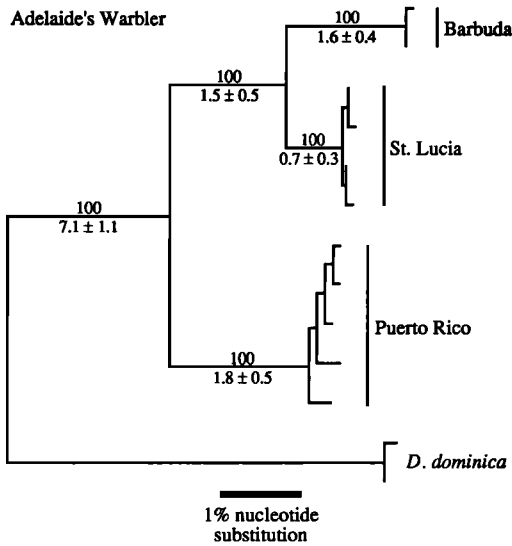 Adelaide's Warbler
100
1.6 ± 0.4
Barbuda
100
1.5 ± 0.5
100
0.7 ± 0.3
St. Lucia
100
7.1 ± 1.1
Puerto Rico
100
1.8 ± 0.5
D. dominica
1% nucleotide
substitution